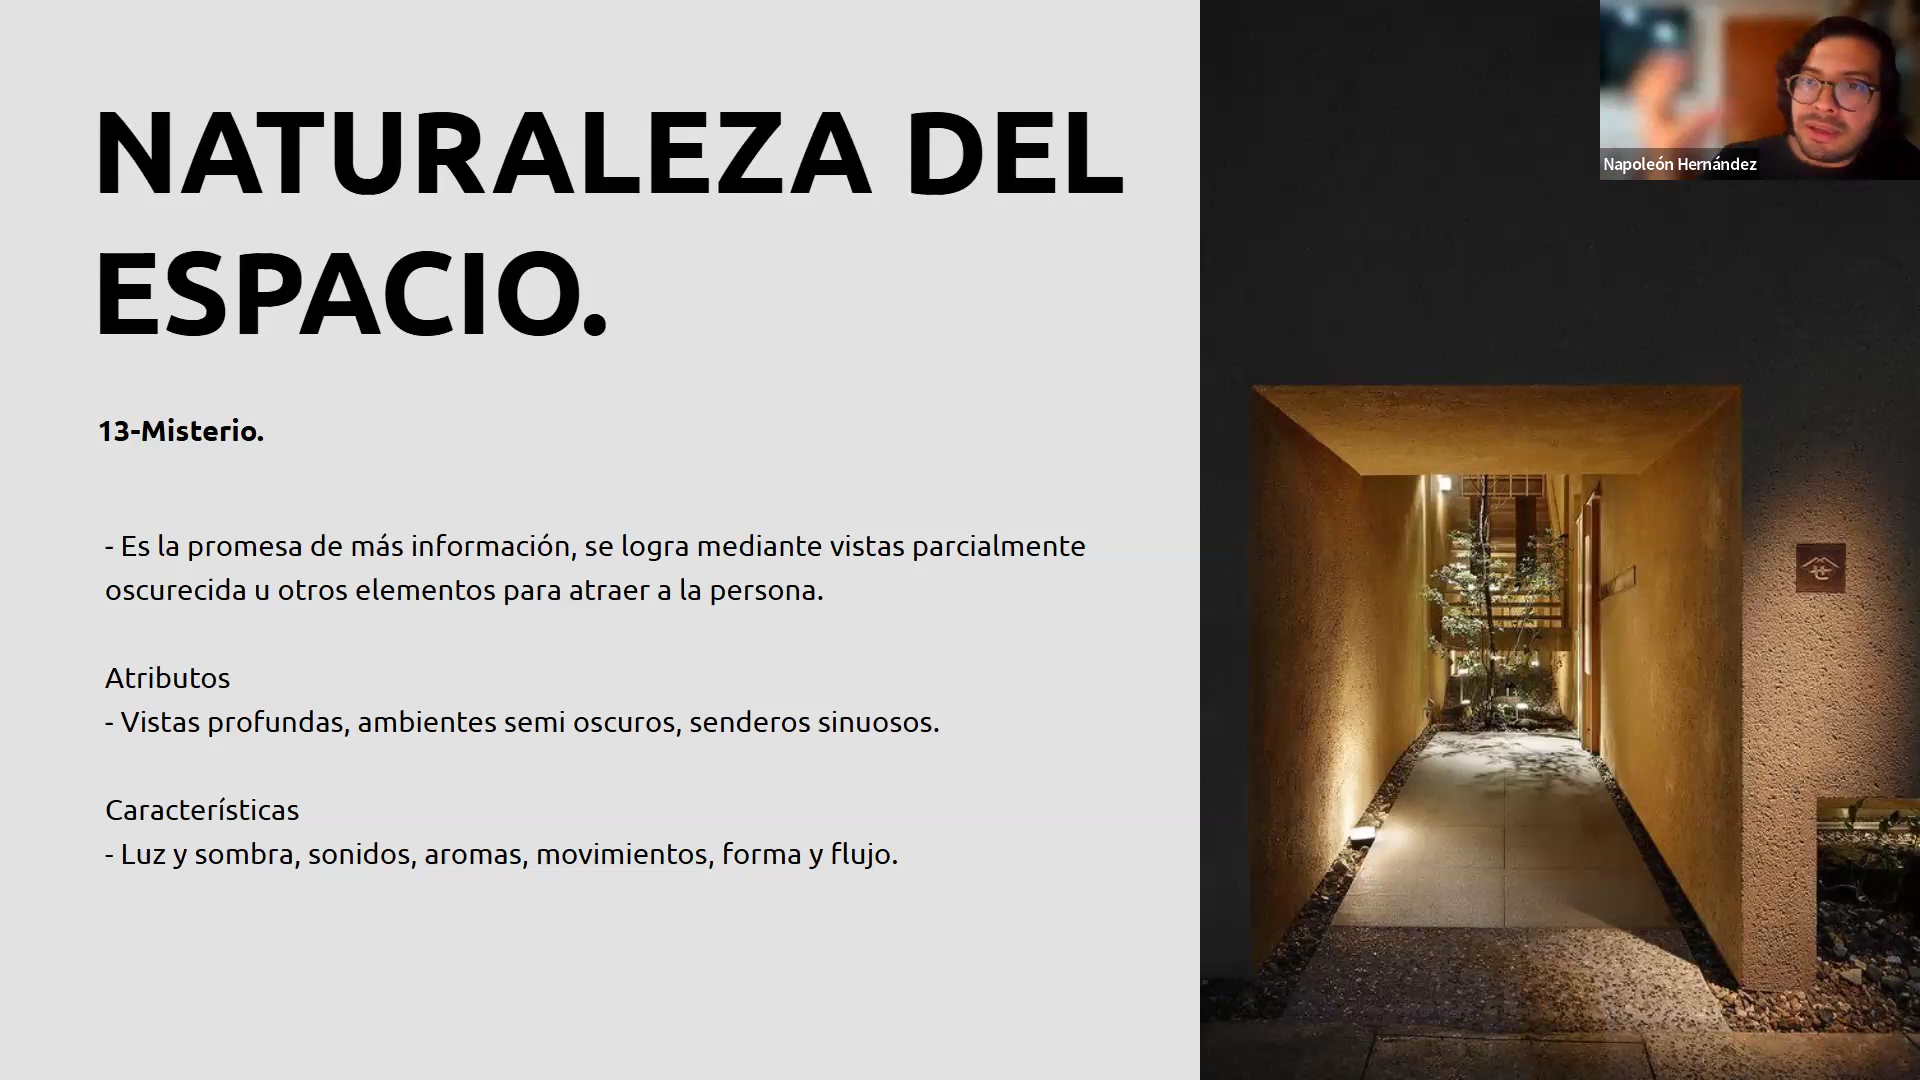 NATURALEZA DEL
ESPACIO.
13-Misterio.
- Es la promesa de más información, se logra mediante vistas parcialmente
oscurecida u otros elementos para atraer a la persona.
Atributos
- Vistas profundas, ambientes semi oscuros, senderos sinuosos.
Características
- Luz y sombra, sonidos, aromas, movimientos, forma y flujo.
Napoleón Hernández